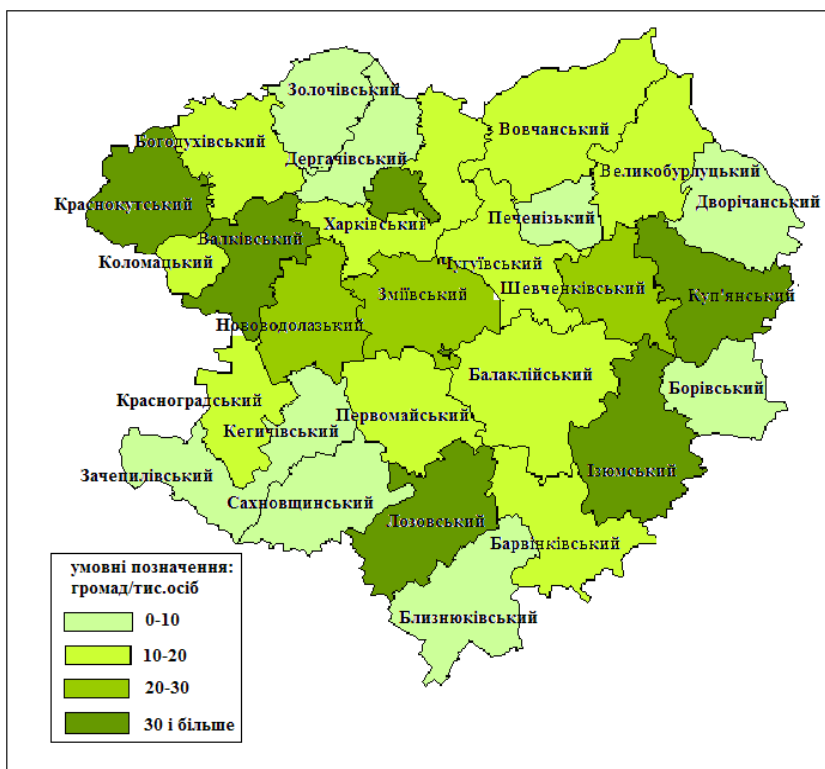 Золочівський
Вовчанський
Богодухівський
Дергачівський
Великобурлуцький
Краснокутський
Дворічанський
Печенізький
Харківський
Валківський
Коломацький
Чугуївський
Шевченківський
Зміївський
Куп'янський
Нововодолазький
Балаклійський
Борівський
Красноградський
Первомайський
Кегичівський
Зачепилівський
Ізюмський
Сахновщинський
Лозовський
Барвінківський
Близнюківський
умовні позначення:
громад/тис.осіб
0-10
10-20
20-30
30 і більше